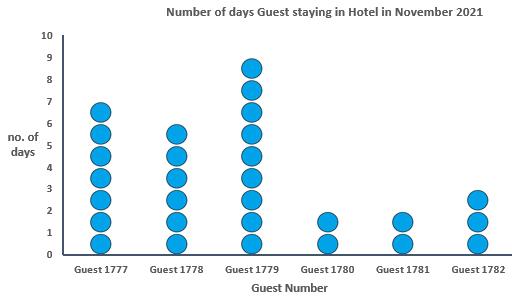 Number of days Guest staying in Hotel in November 2021
10
9
8
7
6
5
4
3
2
1
0
no. of
days
Guest 1777 Guest 1778 Guest 1779 Guest 1780 Guest 1781 Guest 1782
Guest Number